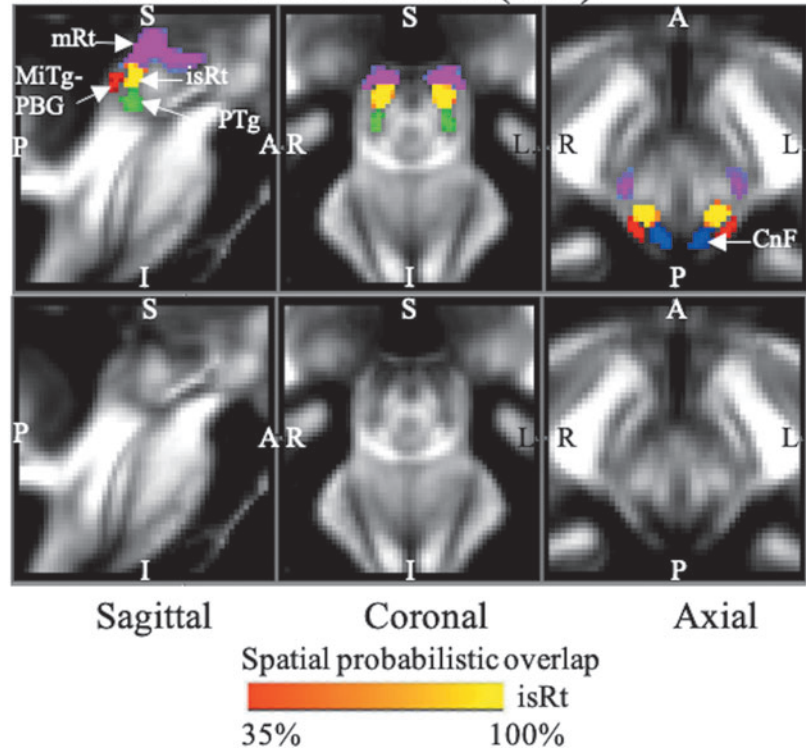 S
mRt
MiTg-
PBG
isRt
PTg
P
A
I
S
R
L
I
A
R
L
CnF
P
S
P
A
I
S
R
L
I
A
R
L
P
Sagittal
Coronal
Axial
Spatial probabilistic overlap
isRt
35%
100%